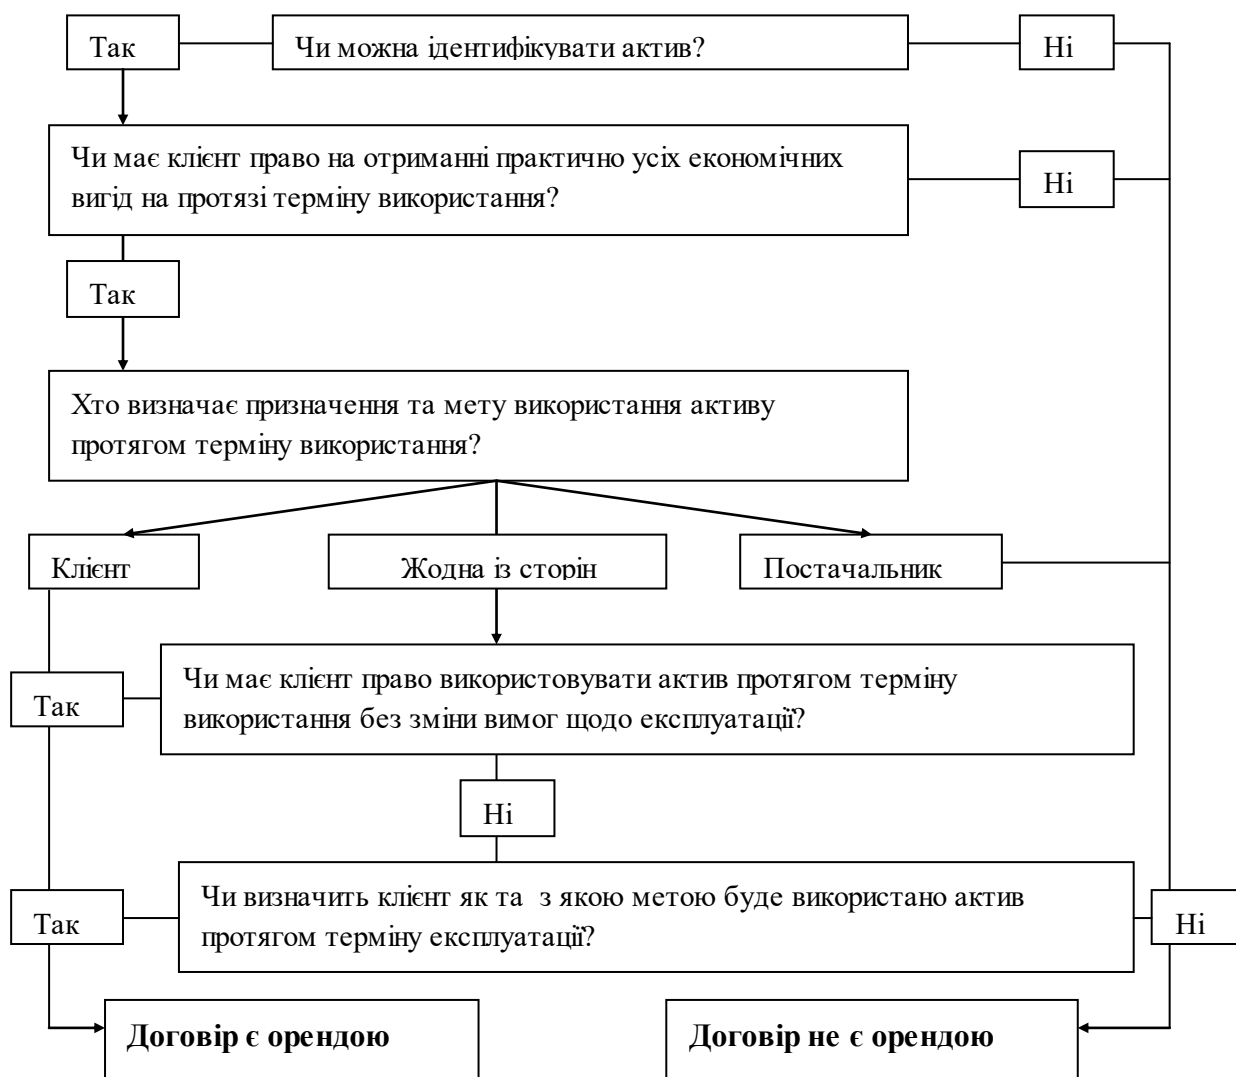 Так
Чи можна ідентифікувати актив?
Ні
Чи має клієнт право на отриманні практично усіх економічних
вигід на протязі терміну використання?
Ні
Так
Хто визначає призначення та мету використання активу
протягом терміну використання?
Клієнт
Жодна із сторін
Постачальник
Так
Чи має клієнт право використовувати актив протягом терміну
використання без зміни вимог щодо експлуатації?
Ні
Так
Чи визначить клієнт як та з якою метою буде використано актив
протягом терміну експлуатації?
Ні
Договір є орендою
Договір не є орендою